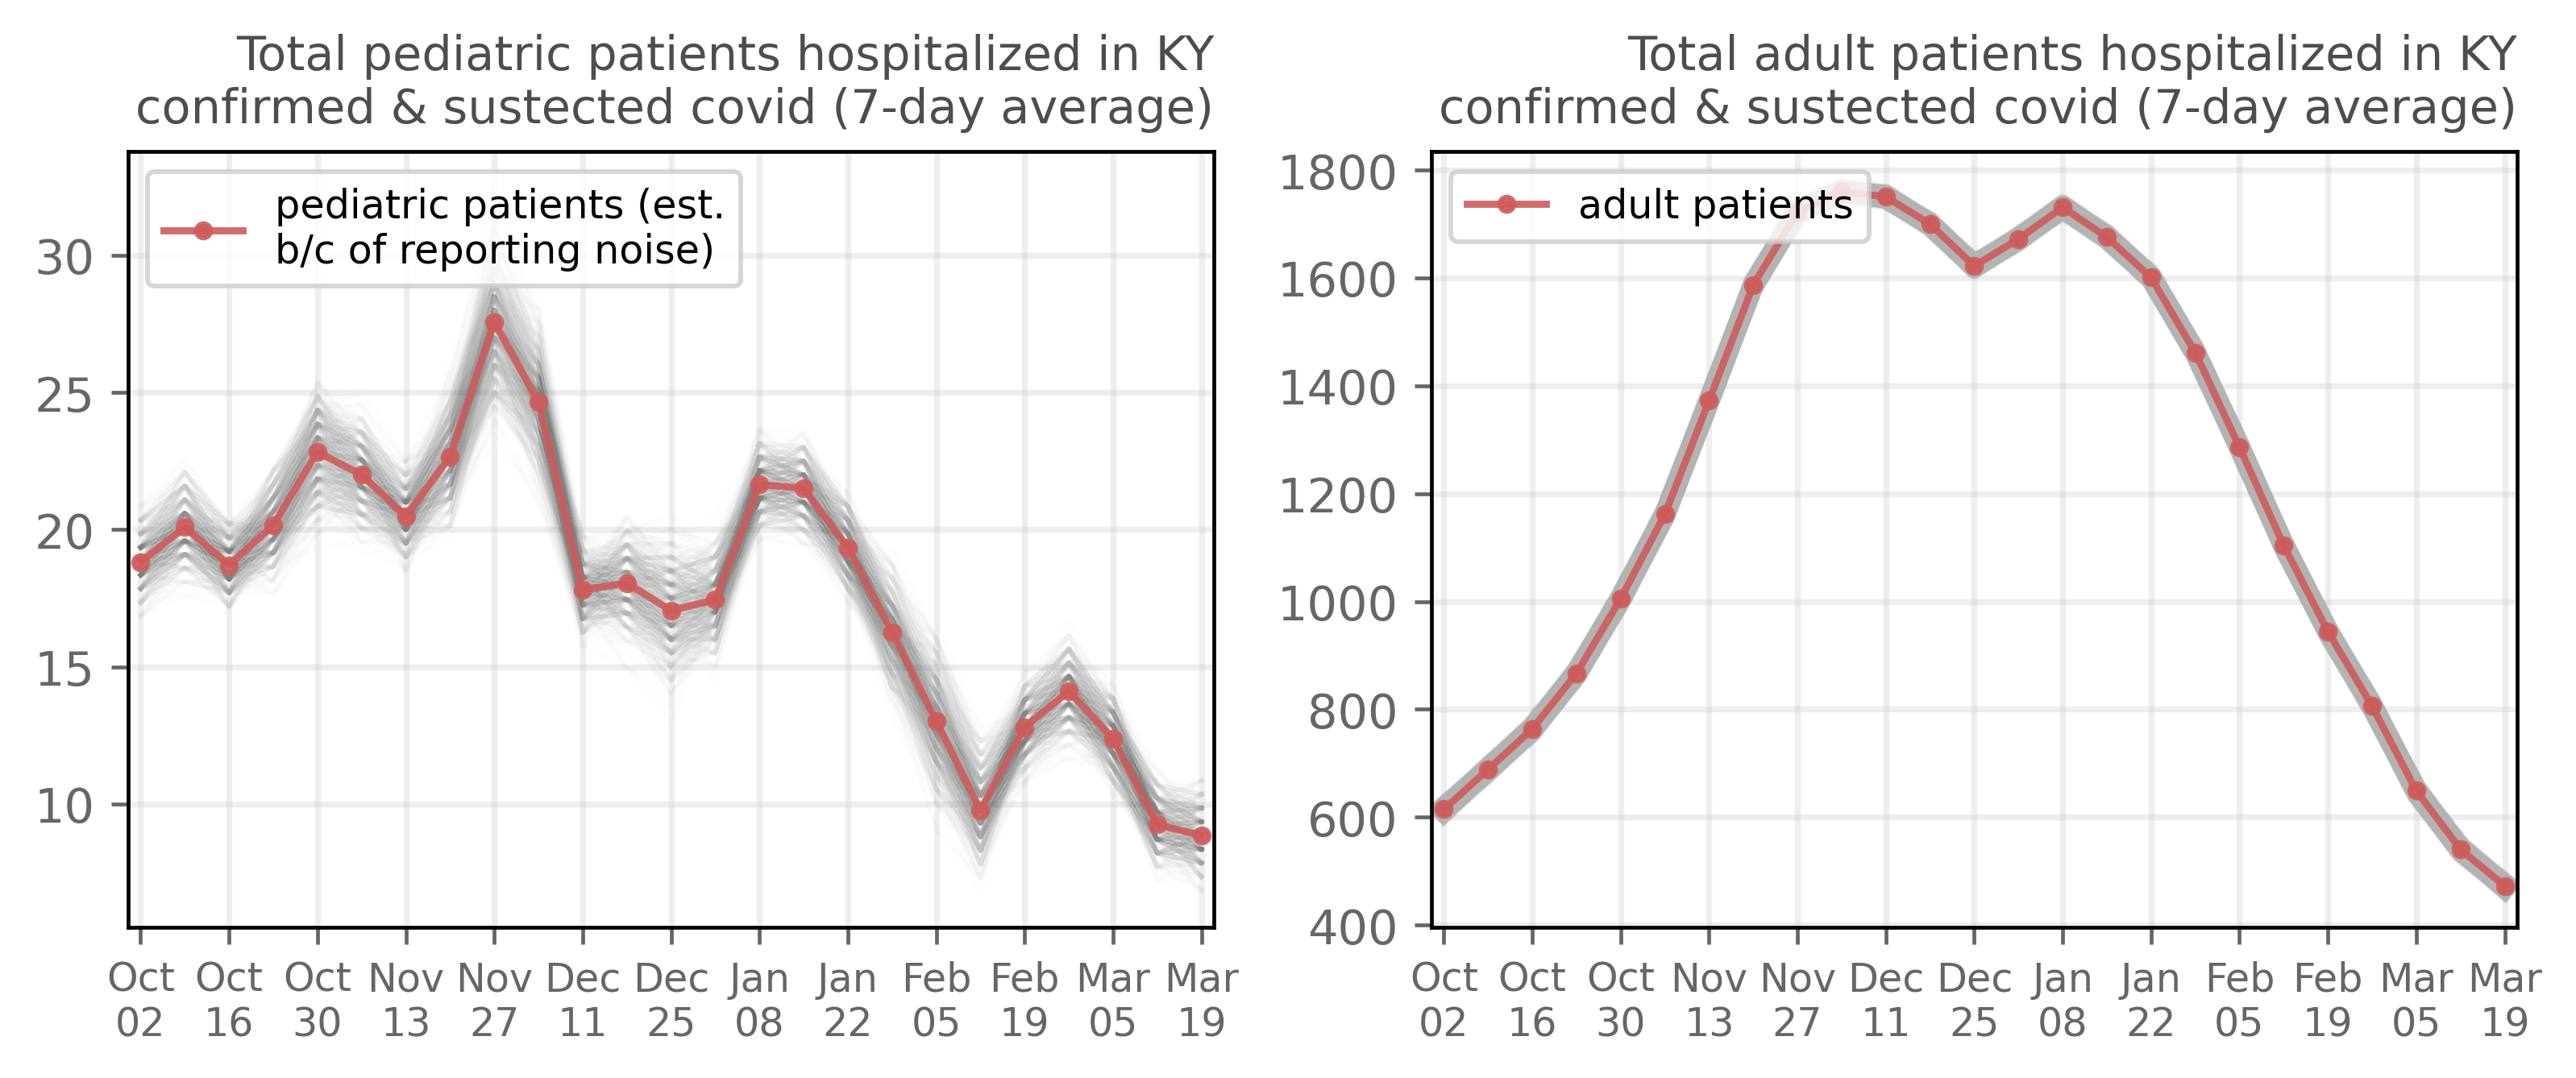 Total pediatric patients hospitalized in KY
confirmed & sustected covid (7-day average)
pediatric patients (est.
b/c of reporting noise)
30
25
20
15
10
Oct Oct Oct Nov Nov Dec Dec Jan Jan Feb Feb Mar Mar
02 16 30 13 27 11 25 08 22 05 19 05 19
Total adult patients hospitalized in KY
confirmed & sustected covid (7-day average)
adult patients
1800
1600
1400
1200
1000
800
600
400
Oct Oct Oct Nov Nov Dec Dec Jan Jan Feb Feb Mar Mar
02 16 30 13 27 11 25 08 22 05 19 05 19